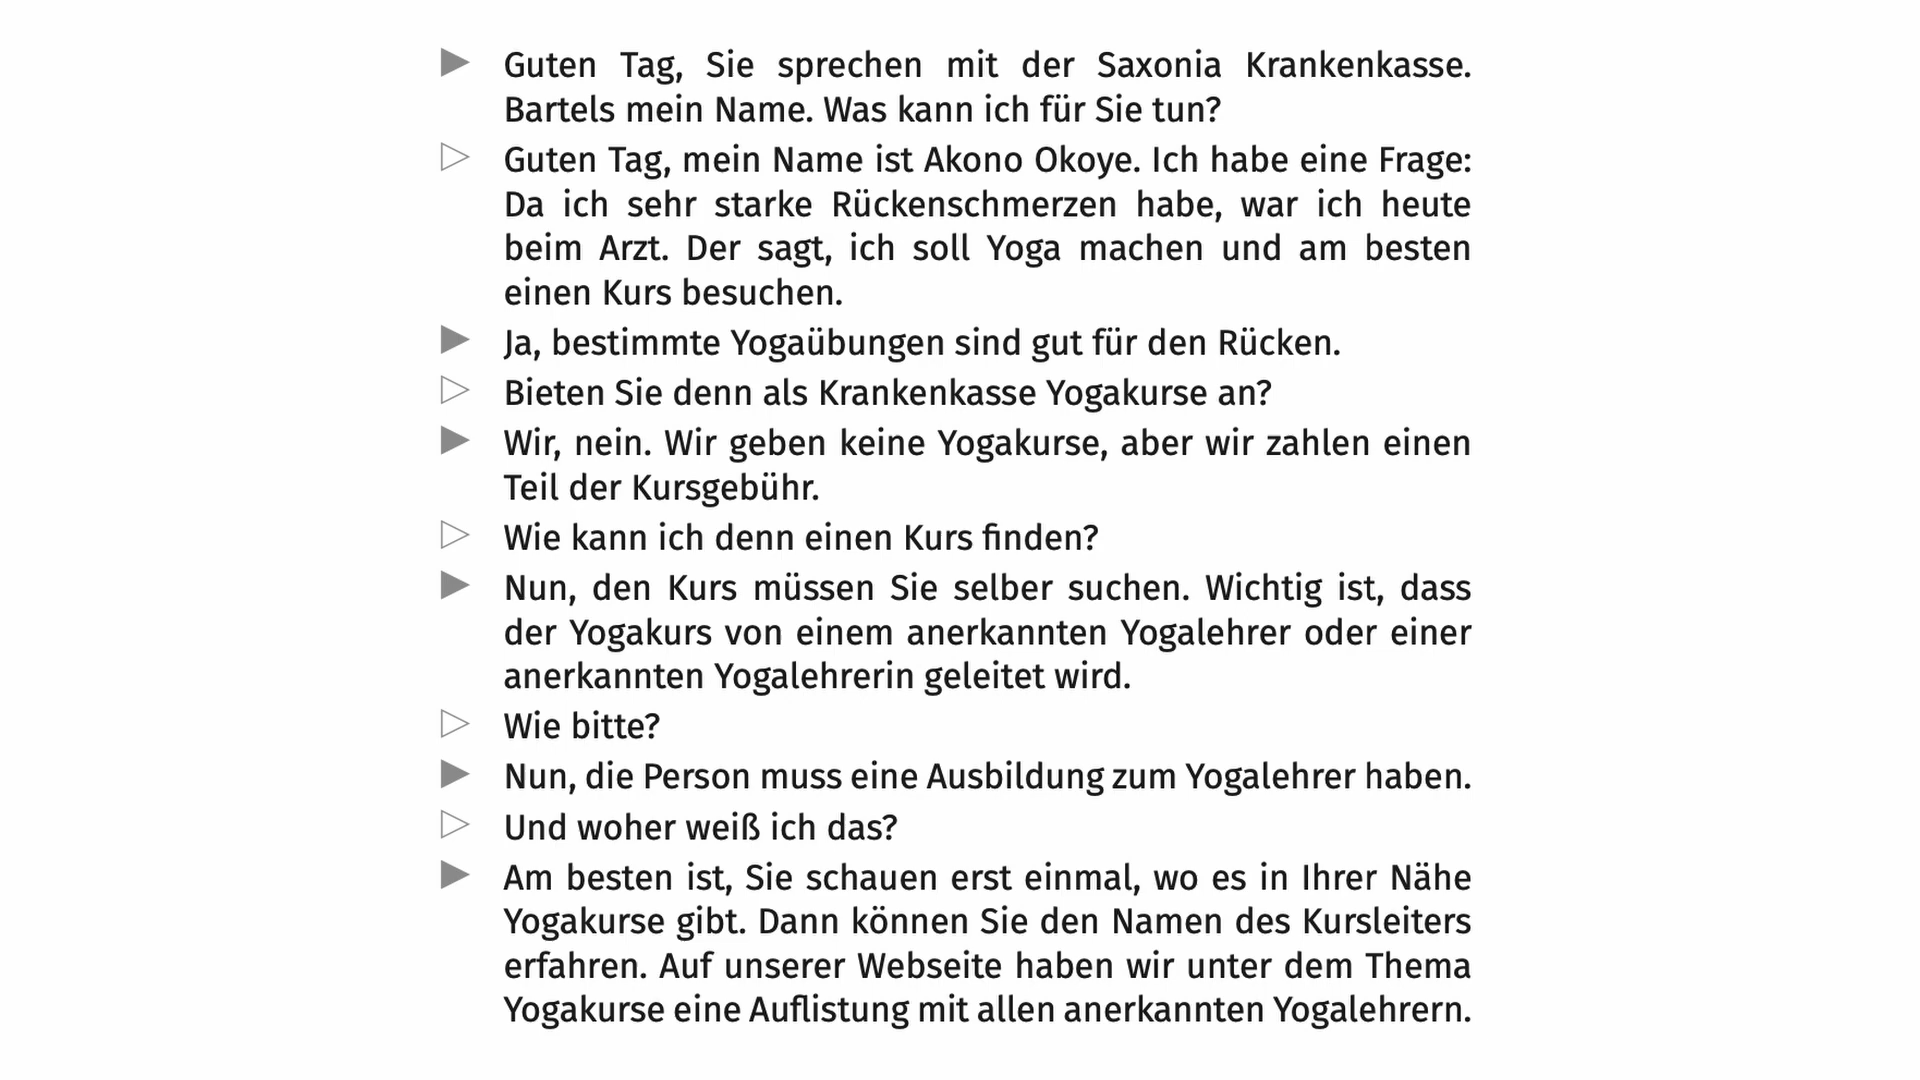 Guten Tag, Sie sprechen mit der Saxonia Krankenkasse.
Bartels mein Name. Was kann ich für Sie tun?
Guten Tag, mein Name ist Akono Okoye. Ich habe eine Frage:
Da ich sehr starke Rückenschmerzen habe, war ich heute
beim Arzt. Der sagt, ich soll Yoga machen und am besten
einen Kurs besuchen.
Ja, bestimmte Yogaübungen sind gut für den Rücken.
Bieten Sie denn als Krankenkasse Yogakurse an?
Wir, nein. Wir geben keine Yogakurse, aber wir zahlen einen
Teil der Kursgebühr.
Wie kann ich denn einen Kurs finden?
Nun, den Kurs müssen Sie selber suchen. Wichtig ist, dass
der Yogakurs von einem anerkannten Yogalehrer oder einer
anerkannten Yogalehrerin geleitet wird.
Wie bitte?
Nun, die Person muss eine Ausbildung zum Yogalehrer haben.
Und woher weiß ich das?
Am besten ist, Sie schauen erst einmal, wo es in Ihrer Nähe
Yogakurse gibt. Dann können Sie den Namen des Kursleiters
erfahren. Auf unserer Webseite haben wir unter dem Thema
Yogakurse eine Auflistung mit allen anerkannten Yogalehrern.